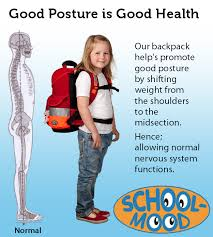 Good Posture is Good Health
Our backpack
help's promote
good posture
by shifting
weight from
the shoulders
to the
midsection.
Hence;
allowing normal
nervous system
functions.
Normal
SCHOOL-
MOOD